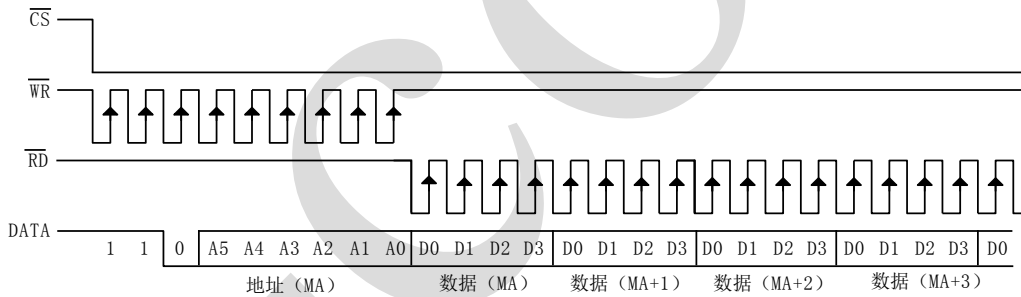 CS
WR
RD
DATA 1 1 0 A5 A4 A3 A2 A1 A0 D0 D1 D2 D3 D0 D1 D2 D3 D0 D1 D2 D3 D0 D1 D2 D3 D0
地址（MA） 数据（MA） 数据（MA+1） 数据（MA+2） 数据（MA+3）